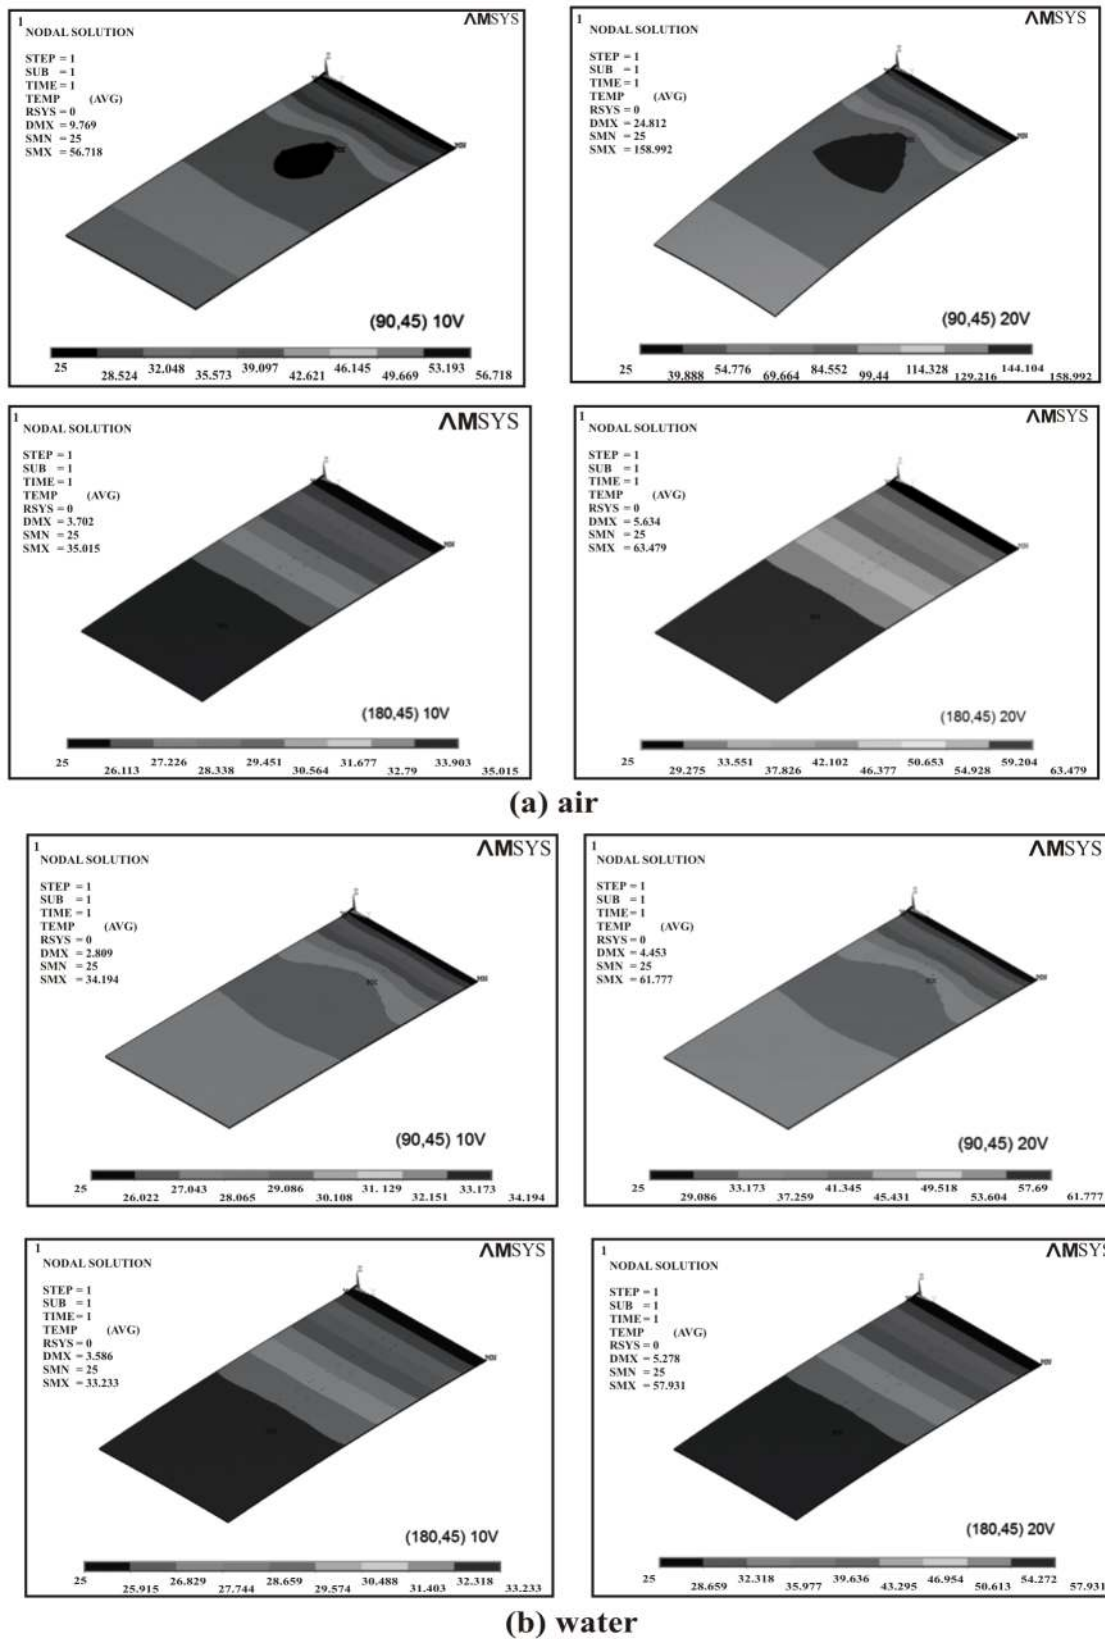 1
ΛMSYS
NODAL SOLUTION
STEP = 1
SUB = 1
TIME = 1
TEMP (AVG)
RSYS = 0
DMX = 9.769
SMN = 25
SMX = 56.718
(90,45) 10V
25 28.524 32.048 35.573 39.097 42.621 46.145 49.669 53.193 56.718
1
ΛMSYS
NODAL SOLUTION
STEP = 1
SUB = 1
TIME = 1
TEMP (AVG)
RSYS = 0
DMX = 24.812
SMN = 25
SMX = 158.992
(90,45) 20V
25 39.888 54.776 69.664 84.552 99.44 114.328 129.216 144.104 158.992
1
ΛMSYS
NODAL SOLUTION
STEP = 1
SUB = 1
TIME = 1
TEMP (AVG)
RSYS = 0
DMX = 3.702
SMN = 25
SMX = 35.015
(180,45) 10V
25 26.113 27.226 28.338 29.451 30.564 31.677 32.79 33.903 35.015
1
ΛMSYS
NODAL SOLUTION
STEP = 1
SUB = 1
TIME = 1
TEMP (AVG)
RSYS = 0
DMX = 5.634
SMN = 25
SMX = 63.479
(180,45) 20V
25 29.275 33.551 37.826 42.102 46.377 50.653 54.928 59.204 63.479
(a) air
1
ΛMSYS
NODAL SOLUTION
STEP = 1
SUB = 1
TIME = 1
TEMP (AVG)
RSYS = 0
DMX = 2.809
SMN = 25
SMX = 34.194
(90,45) 10V
25 26.022 27.043 28.065 29.086 30.108 31. 129 32.151 33.173 34.194
1
ΛMSYS
NODAL SOLUTION
STEP = 1
SUB = 1
TIME = 1
TEMP (AVG)
RSYS = 0
DMX = 4.453
SMN = 25
SMX = 61.777
(90,45) 20V
25 29.086 33.173 37.259 41.345 45.431 49.518 53.604 57.69 61.777
1
ΛMSYS
NODAL SOLUTION
STEP = 1
SUB = 1
TIME = 1
TEMP (AVG)
RSYS = 0
DMX = 3.586
SMN = 25
SMX = 33.233
(180,45) 10V
25 25.915 26.829 27.744 28.659 29.574 30.488 31.403 32.318 33.233
1
ΛMSYS
NODAL SOLUTION
STEP = 1
SUB = 1
TIME = 1
TEMP (AVG)
RSYS = 0
DMX = 5.278
SMN = 25
SMX = 57.931
(180,45) 20V
25 28.659 32.318 35.977 39.636 43.295 46.954 50.613 54.272 57.931
(b) water